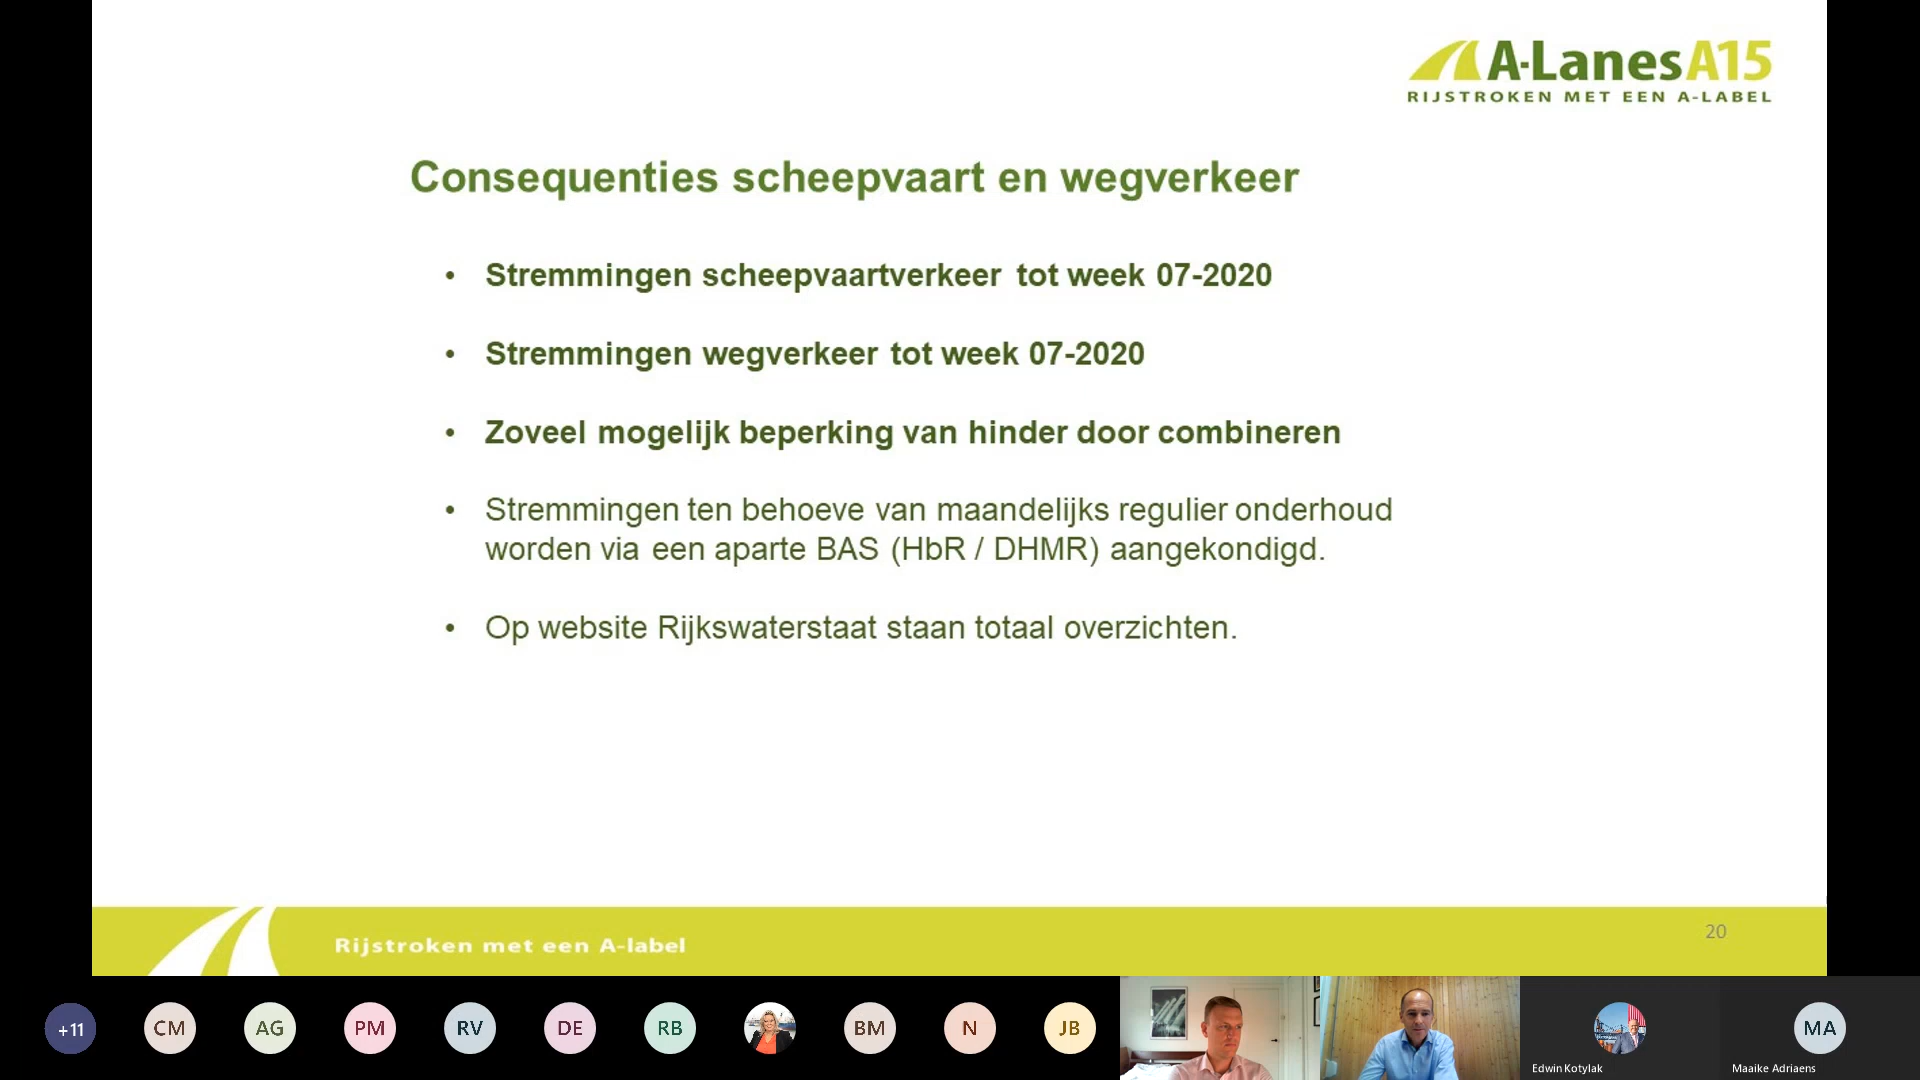 A-Lanes A15
RIJSTROKEN MET EEN A-LABEL
Consequenties scheepvaart en wegverkeer
• Stremmingen scheepvaartverkeer tot week 07-2020
• Stremmingen wegverkeer tot week 07-2020
• Zoveel mogelijk beperking van hinder door combineren
• Stremmingen ten behoeve van maandelijks regulier onderhoud
worden via een aparte BAS (HbR / DHMR) aangekondigd.
• Op website Rijkswaterstaat staan totaal overzichten.
Rijstroken met een A-label
20
+11
CM
AG
PM
RV
DE
RB
BM
N
JB
MA
Edwin Kotylak
Maaike Adriaens